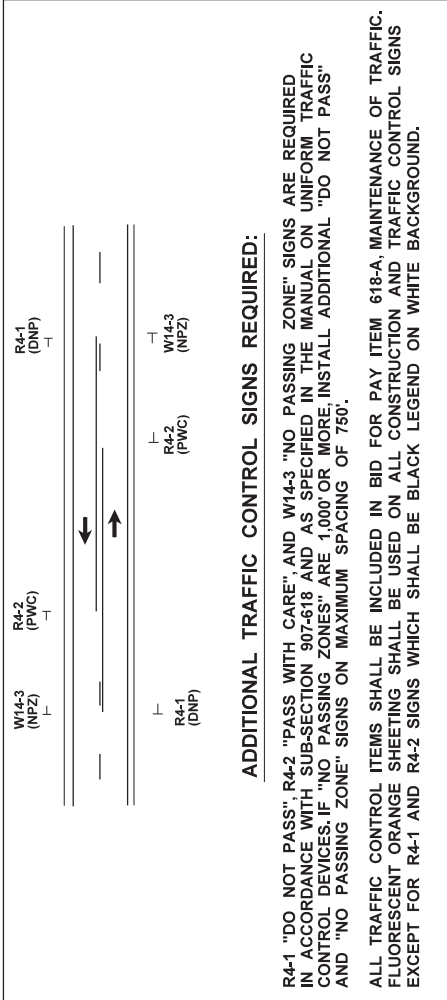 W14-3
(NPZ)
R4-2
(PWC)
R4-1
(DNP)
R4-1
(DNP)
R4-2
(PWC)
W14-3
(NPZ)
ADDITIONAL TRAFFIC CONTROL SIGNS REQUIRED:
R4-1 "DO NOT PASS", R4-2 "PASS WITH CARE", AND W14-3 "NO PASSING ZONE" SIGNS ARE REQUIRED
IN ACCORDANCE WITH SUB-SECTION 907-618 AND AS SPECIFIED IN THE MANUAL ON UNIFORM TRAFFIC
CONTROL DEVICES. IF "NO PASSING ZONES" ARE 1,000' OR MORE, INSTALL ADDITIONAL "DO NOT PASS"
AND "NO PASSING ZONE" SIGNS ON MAXIMUM SPACING OF 750'.
ALL TRAFFIC CONTROL ITEMS SHALL BE INCLUDED IN BID FOR PAY ITEM 618-A, MAINTENANCE OF TRAFFIC.
FLUORESCENT ORANGE SHEETING SHALL BE USED ON ALL CONSTRUCTION AND TRAFFIC CONTROL SIGNS
EXCEPT FOR R4-1 AND R4-2 SIGNS WHICH SHALL BE BLACK LEGEND ON WHITE BACKGROUND.